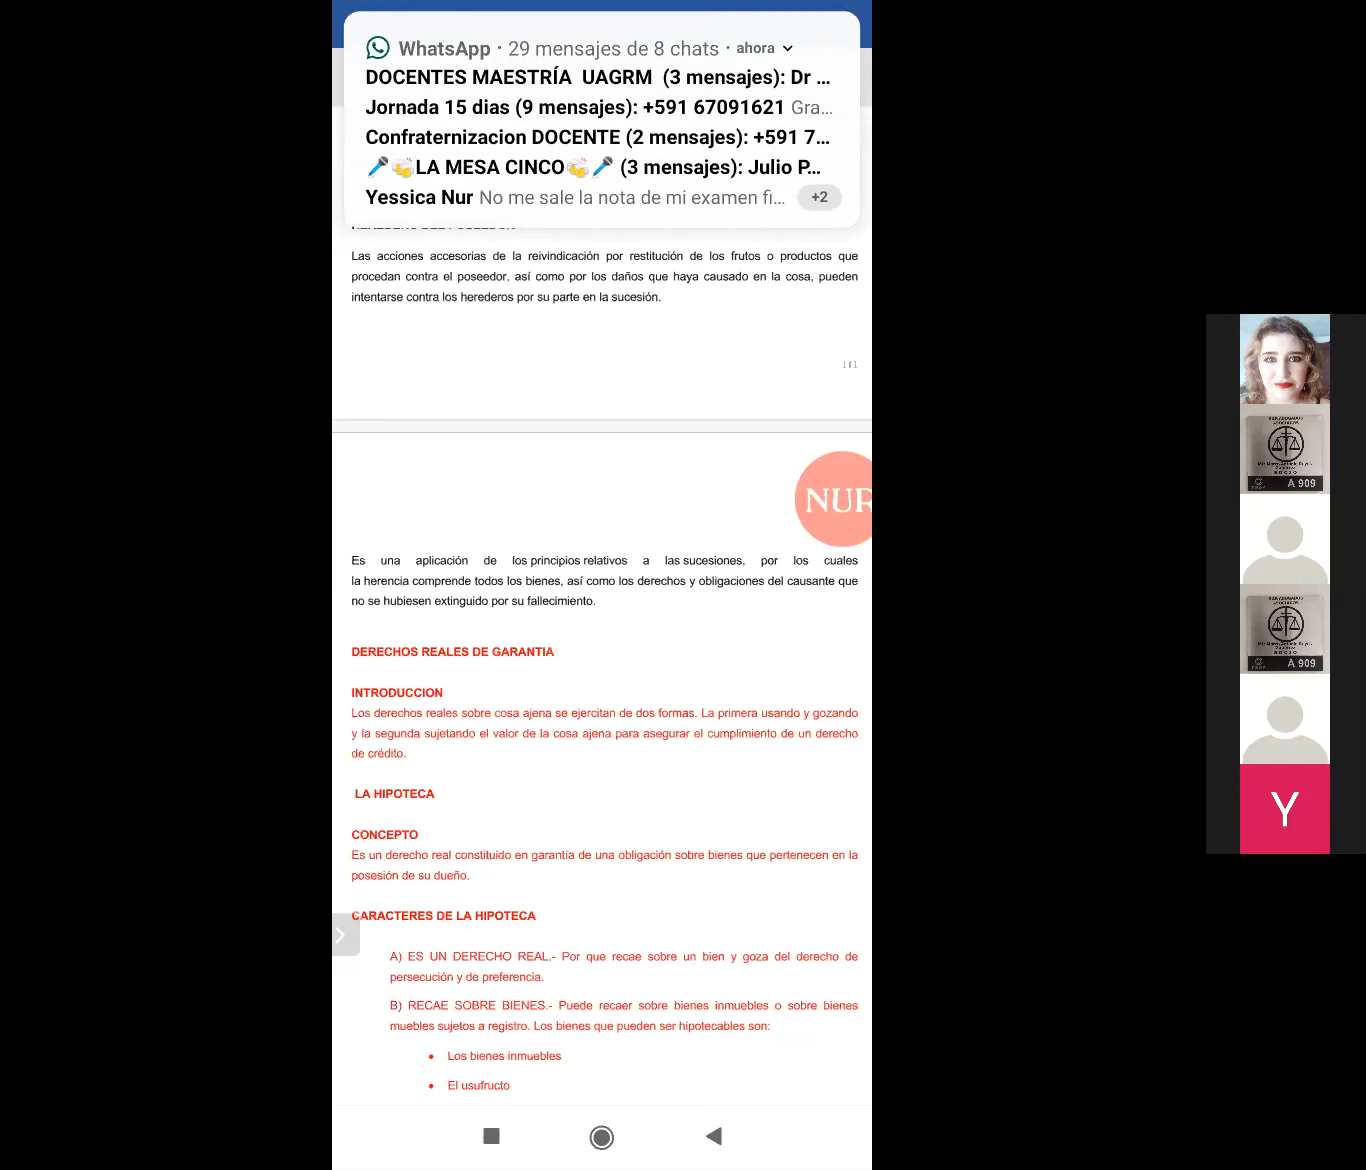 WhatsApp · 29 mensajes de 8 chats · ahora
DOCENTES MAESTRÍA UAGRM (3 mensajes): Dr ...
Jornada 15 dias (9 mensajes): +591 67091621 Gra...
Confraternizacion DOCENTE (2 mensajes): +591 7...
🎤🍻LA MESA CINCO🍻🎤 (3 mensajes): Julio P...
Yessica Nur No me sale la nota de mi examen fi... +2
Las acciones accesorias de la reivindicación por restitución de los frutos o productos que
procedan contra el poseedor, así como por los daños que haya causado en la cosa, pueden
intentarse contra los herederos por su parte en la sucesión.
111
NUR
Es una aplicación de los principios relativos a las sucesiones, por los cuales
la herencia comprende todos los bienes, así como los derechos y obligaciones del causante que
no se hubiesen extinguido por su fallecimiento.
DERECHOS REALES DE GARANTIA
INTRODUCCION
Los derechos reales sobre cosa ajena se ejercitan de dos formas. La primera usando y gozando
y la segunda sujetando el valor de la cosa ajena para asegurar el cumplimiento de un derecho
de crédito.
LA HIPOTECA
CONCEPTO
Es un derecho real constituido en garantía de una obligación sobre bienes que pertenecen en la
posesión de su dueño.
CARACTERES DE LA HIPOTECA
A) ES UN DERECHO REAL.- Por que recae sobre un bien y goza del derecho de
persecución y de preferencia.
B) RECAE SOBRE BIENES.- Puede recaer sobre bienes inmuebles o sobre bienes
muebles sujetos a registro. Los bienes que pueden ser hipotecables son:
• Los bienes inmuebles
• El usufructo
ASOCIADOS
A 909
ASOCIADOS
A 909
Y